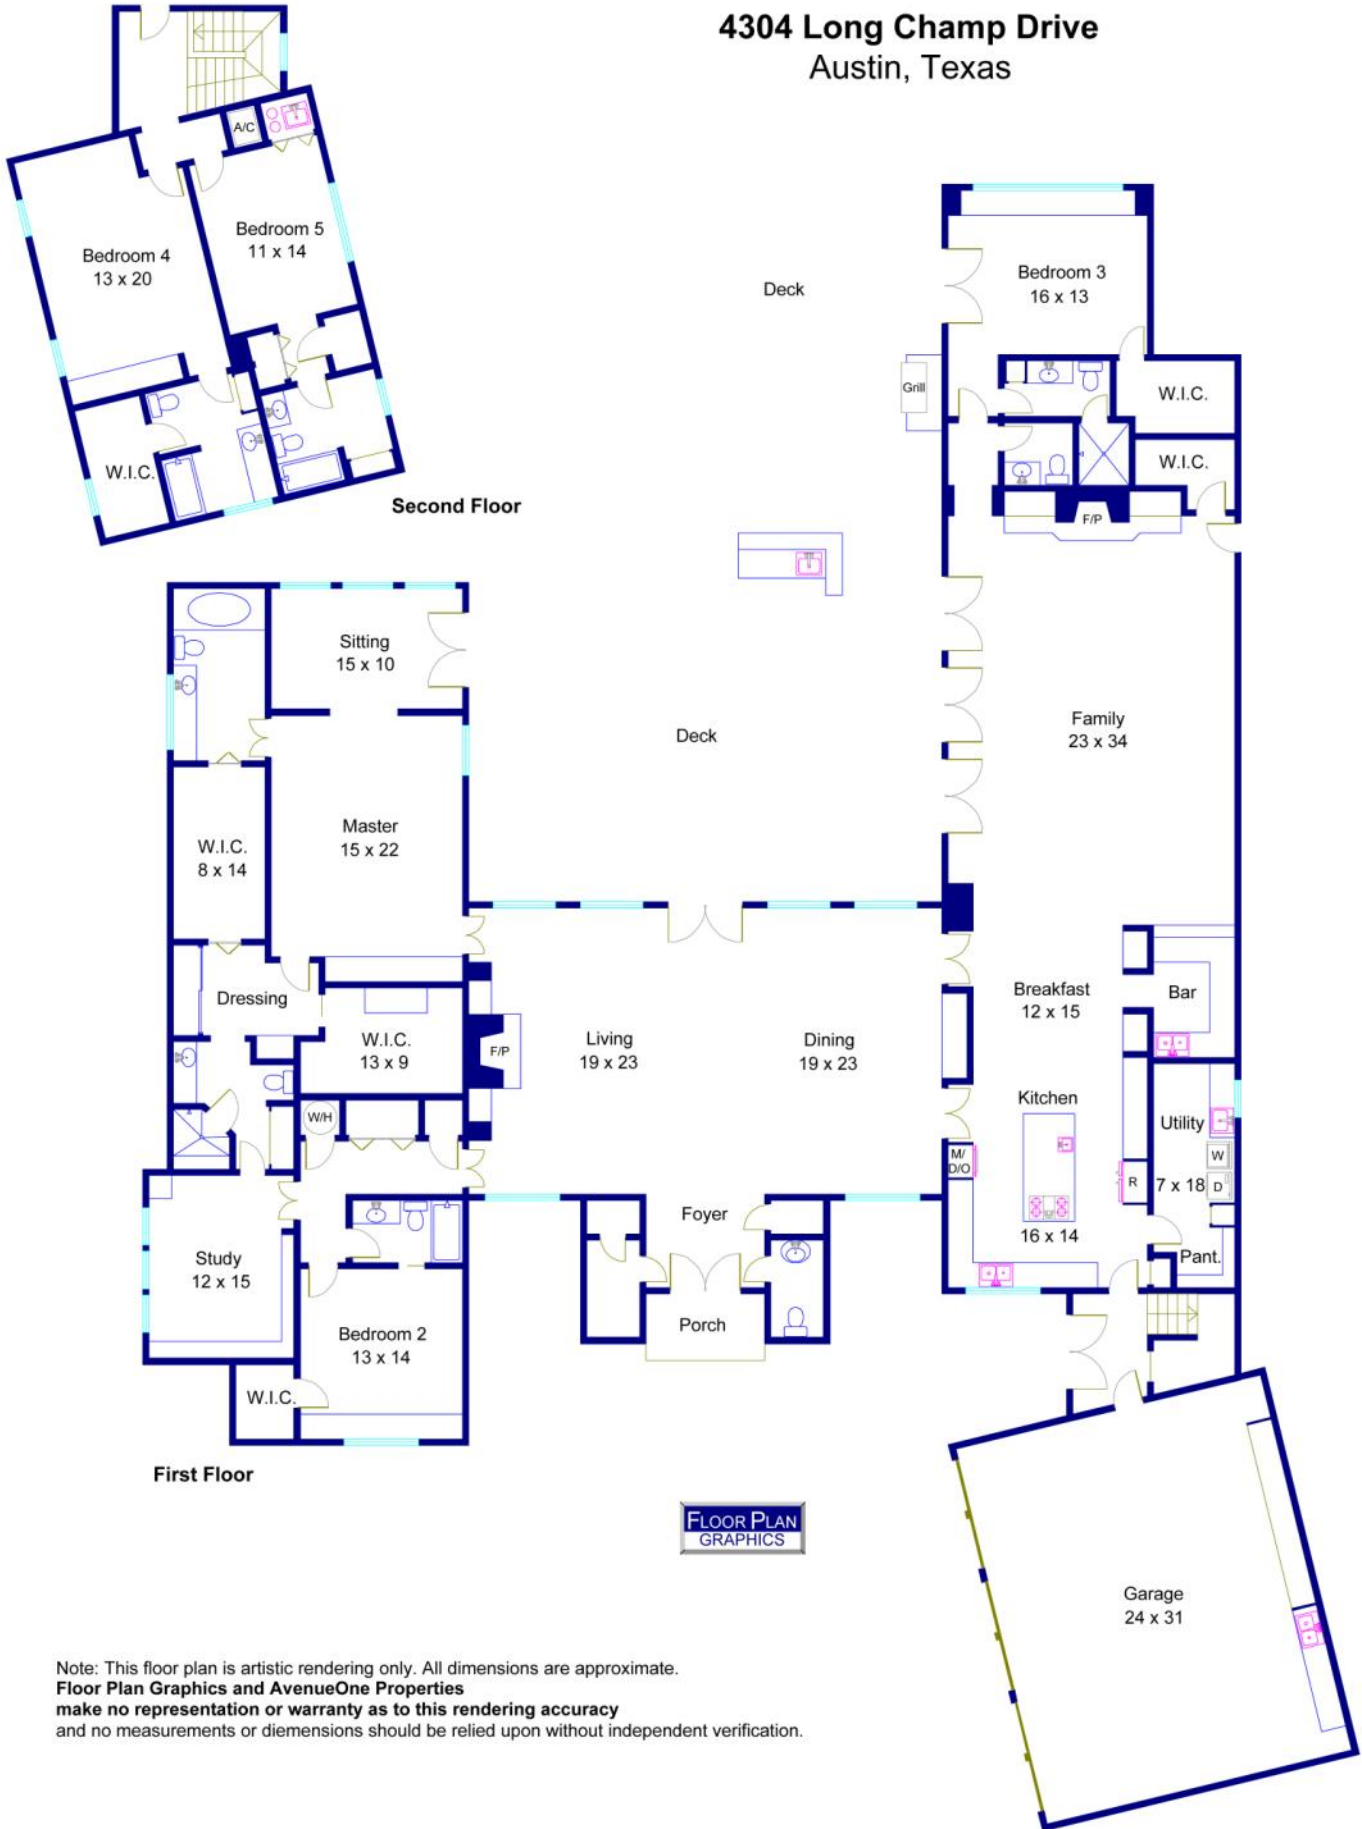 4304 Long Champ Drive
Austin, Texas
A/C
Bedroom 5
11 x 14
Bedroom 4
13 x 20
W.I.C.
Second Floor
Deck
Bedroom 3
16 x 13
Grill
W.I.C.
W.I.C.
F/P
Sitting
15 x 10
Deck
Family
23 x 34
Master
15 x 22
W.I.C.
8 x 14
Dressing
W.I.C.
13 x 9
F/P
Living
19 x 23
Dining
19 x 23
Breakfast
12 x 15
Bar
Kitchen
Utility
W/H
M/
D/O
W
R
7 x 18
D
Foyer
16 x 14
Pant.
Study
12 x 15
Porch
Bedroom 2
13 x 14
W.I.C.
First Floor
FLOOR PLAN
GRAPHICS
Garage
24 x 31
Note: This floor plan is artistic rendering only. All dimensions are approximate.
Floor Plan Graphics and AvenueOne Properties
make no representation or warranty as to this rendering accuracy
and no measurements or diemensions should be relied upon without independent verification.